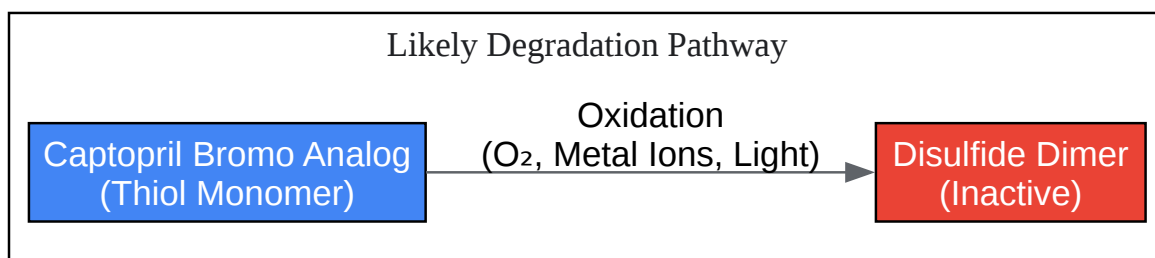 Likely Degradation Pathway
Captopril Bromo Analog
(Thiol Monomer)
Oxidation
(O₂, Metal Ions, Light)
Disulfide Dimer
(Inactive)